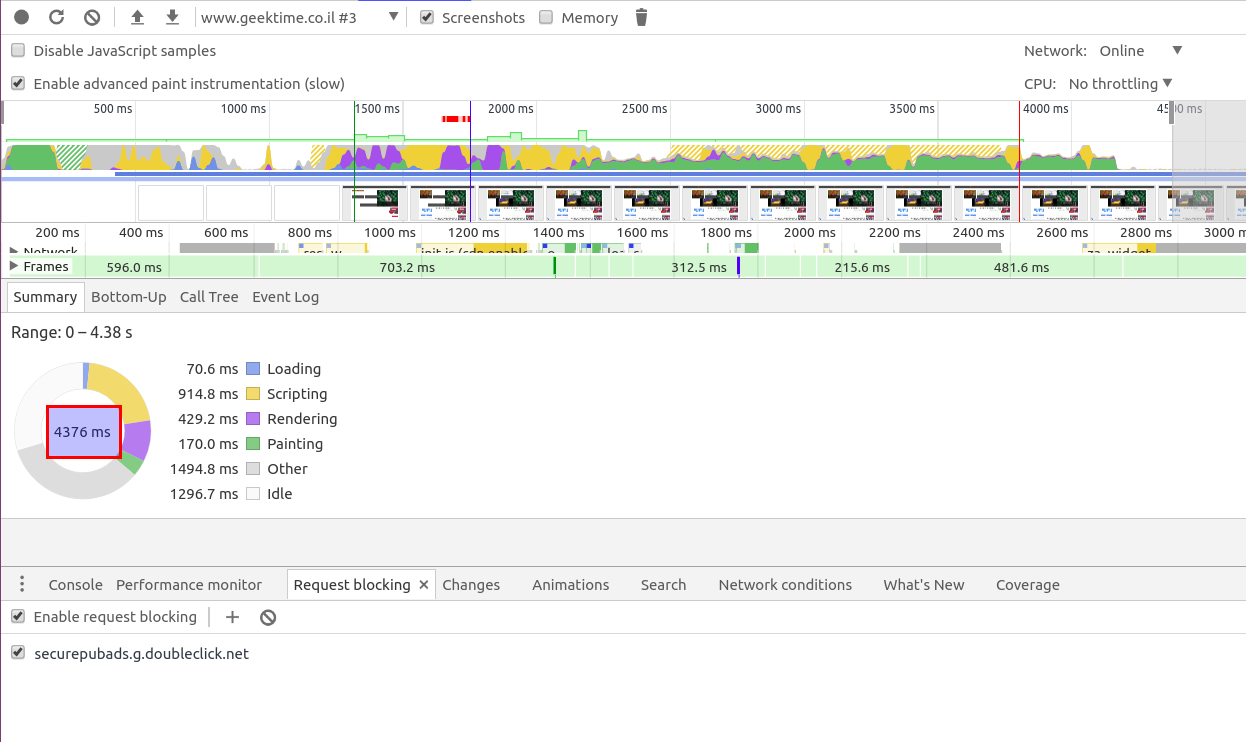 www.geektime.co.il #3 Screenshots Memory
Disable JavaScript samples Network: Online
Enable advanced paint instrumentation (slow) CPU: No throttling
500 ms 1000 ms 1500 ms 2000 ms 2500 ms 3000 ms 3500 ms 4000 ms
200 ms 400 ms 600 ms 800 ms 1000 ms 1200 ms 1400 ms 1600 ms 1800 ms 2000 ms 2200 ms 2400 ms 2600 ms 2800 ms 3000 m
Network
Frames 596.0 ms 703.2 ms 312.5 ms 215.6 ms 481.6 ms
Summary Bottom-Up Call Tree Event Log
Range: 0 – 4.38 s
70.6 ms Loading
914.8 ms Scripting
4376 ms
429.2 ms Rendering
170.0 ms Painting
1494.8 ms Other
1296.7 ms Idle
Console Performance monitor Request blocking × Changes Animations Search Network conditions What's New Coverage
Enable request blocking
securepubads.g.doubleclick.net